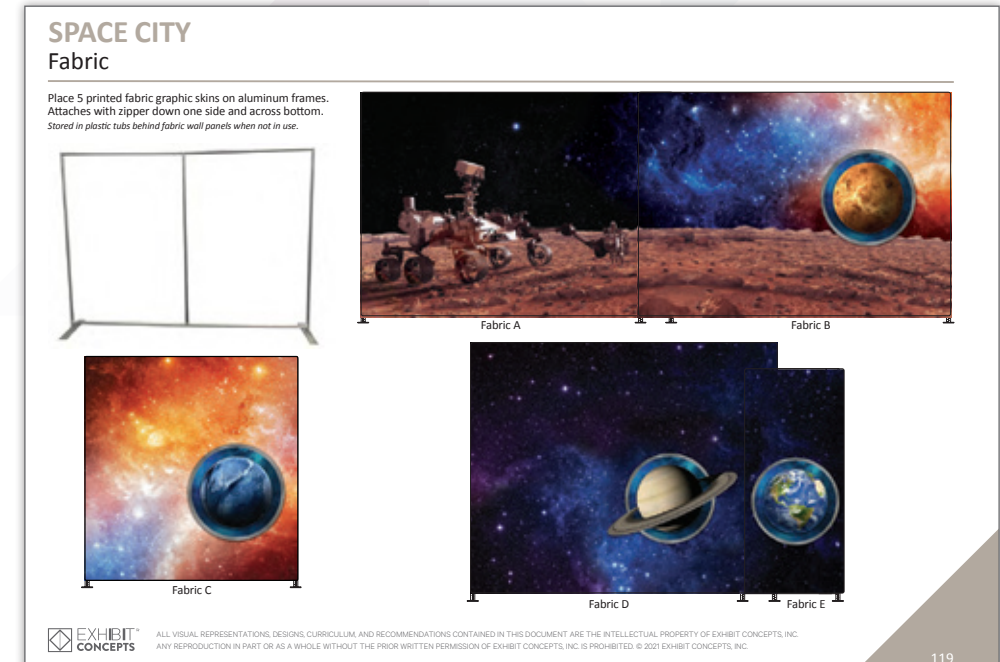 SPACE CITY
Fabric
Place 5 printed fabric graphic skins on aluminum frames.
Attaches with zipper down one side and across bottom.
Stored in plastic tubs behind fabric wall panels when not in use.
Fabric A
Fabric B
Fabric C
Fabric D
Fabric E
EXHIBIT®
CONCEPTS
ALL VISUAL REPRESENTATIONS, DESIGNS, CURRICULUM, AND RECOMMENDATIONS CONTAINED IN THIS DOCUMENT ARE THE INTELLECTUAL PROPERTY OF EXHIBIT CONCEPTS, INC.
ANY REPRODUCTION IN PART OR AS A WHOLE WITHOUT THE PRIOR WRITTEN PERMISSION OF EXHIBIT CONCEPTS, INC. IS PROHIBITED. © 2021 EXHIBIT CONCEPTS, INC.
119